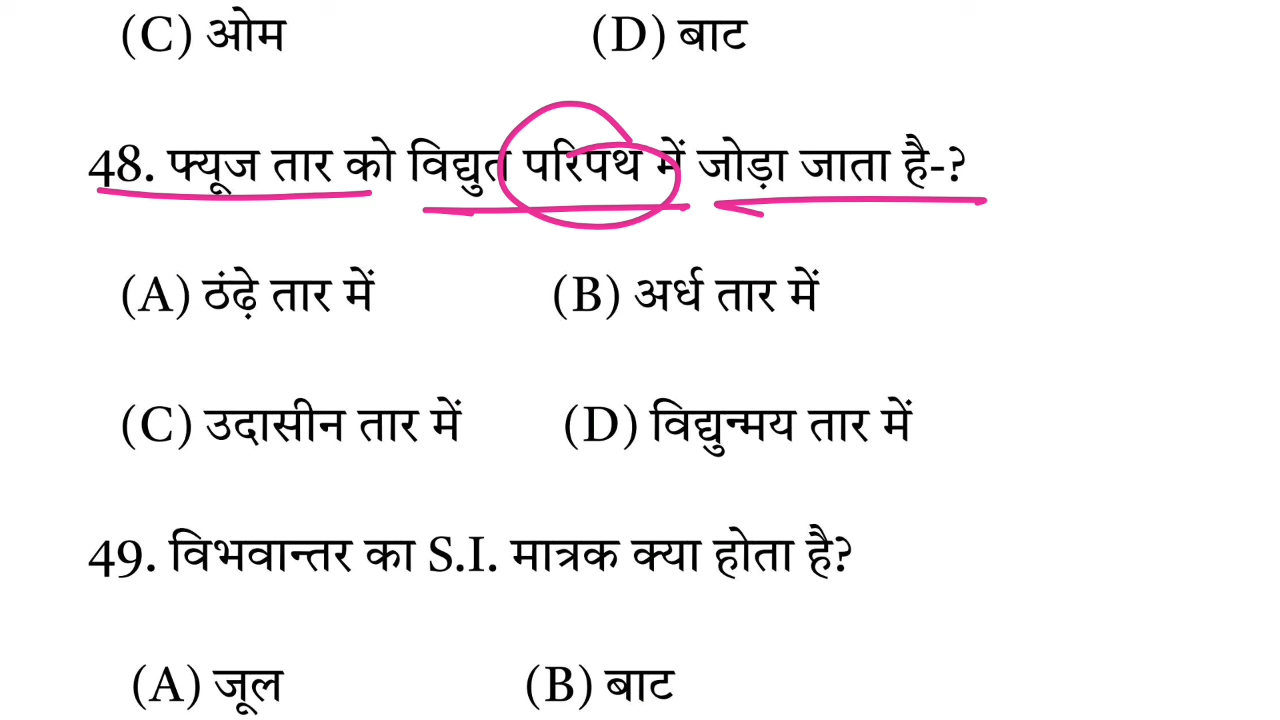 (C) ओम (D) बाट
48. फ्यूज तार को विद्युत परिपथ में जोड़ा जाता है-?
(A) ठंढ़े तार में (B) अर्ध तार में
(C) उदासीन तार में (D) विद्युन्मय तार में
49. विभवान्तर का S.I. मात्रक क्या होता है?
(A) जूल (B) बाट